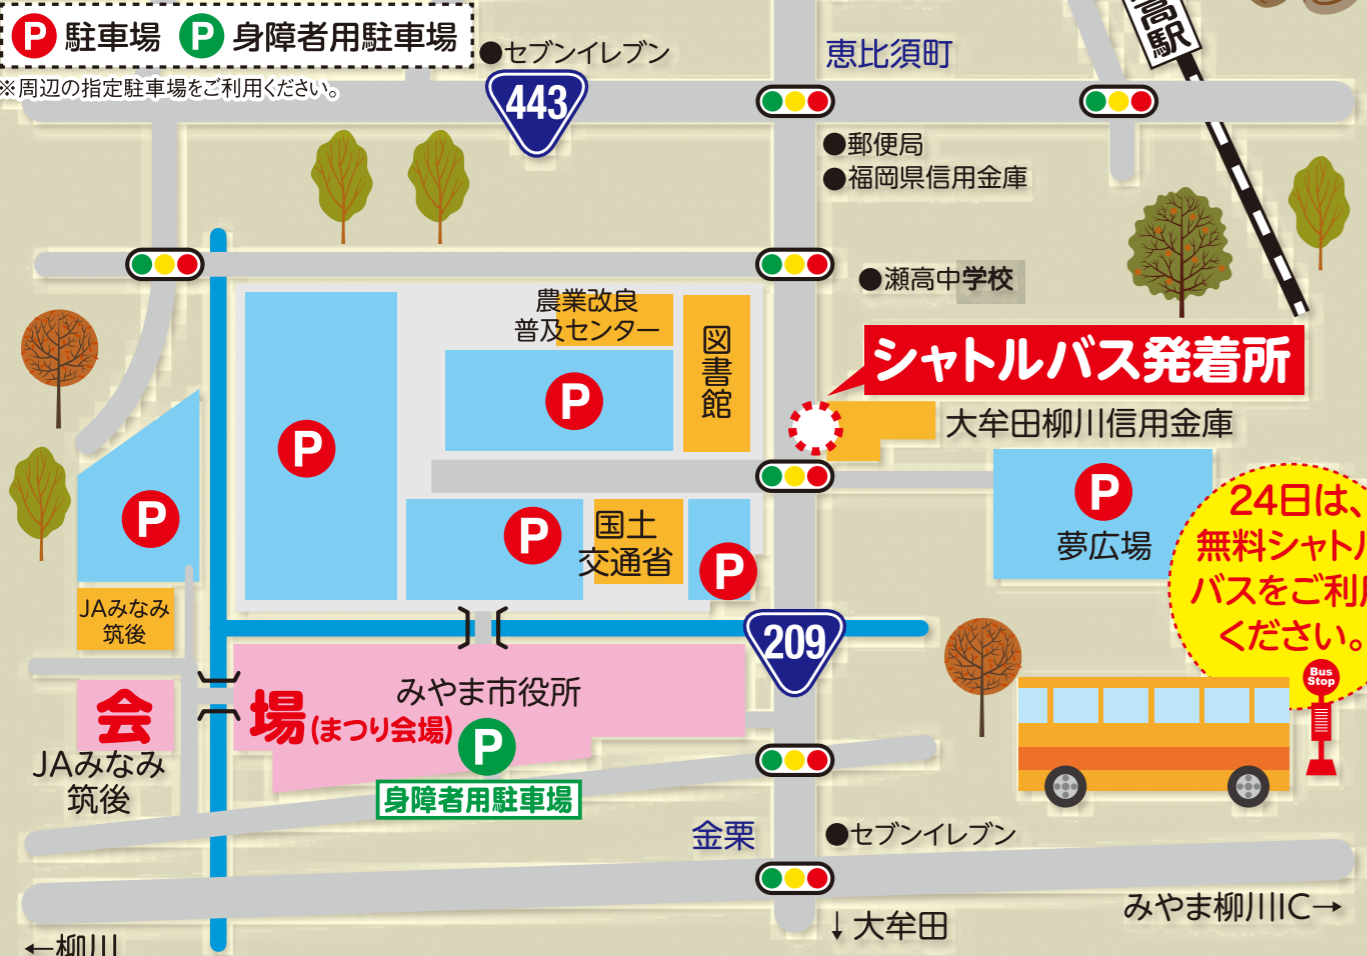 P 駐車場 P 身障者用駐車場
※周辺の指定駐車場をご利用ください。
●セブンイレブン
443
恵比須町
高駅
●郵便局
●福岡県信用金庫
●瀬高中学校
農業改良
普及センター
図書館
シャトルバス発着所
大牟田柳川信用金庫
P
P
P
P
国土
交通省
P
P
夢広場
24日は、
無料シャトル
バスをご利用
ください。
JAみなみ
筑後
209
Bus
Stop
みやま市役所
会場(まつり会場)
P
身障者用駐車場
JAみなみ
筑後
金栗
●セブンイレブン
みやま柳川IC→
↓大牟田
←柳川